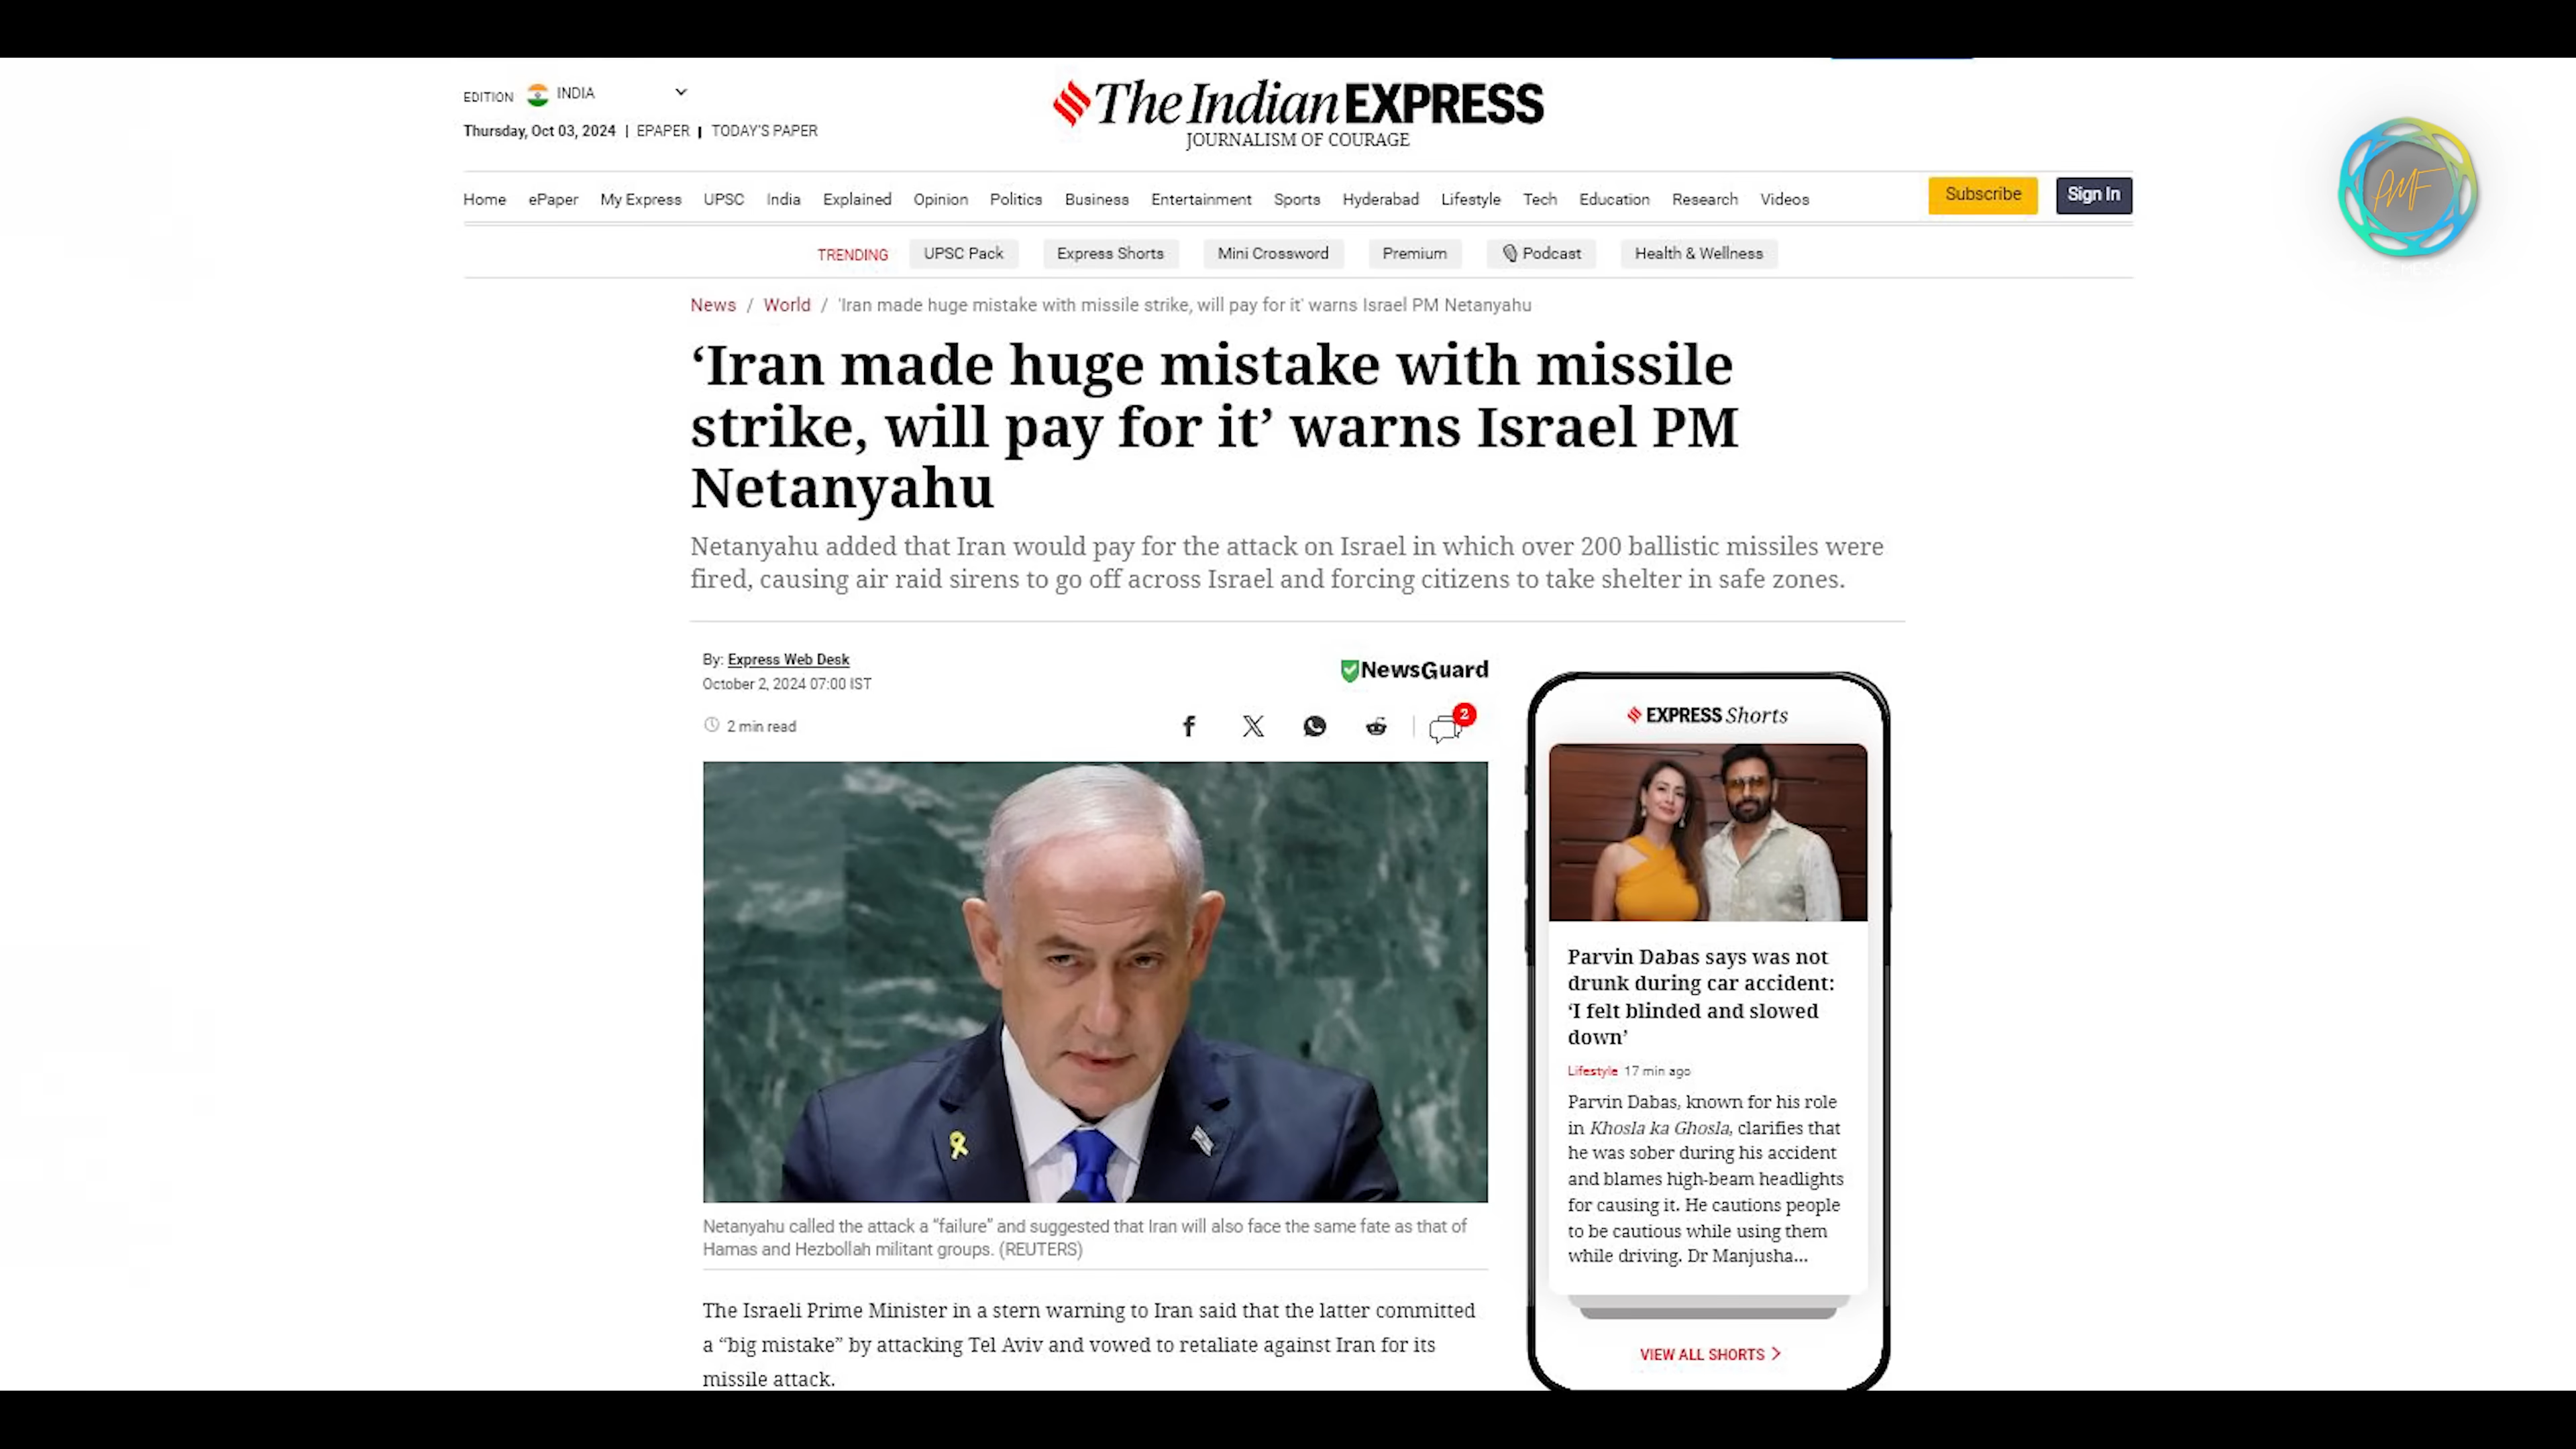 EDITION INDIA
Thursday, Oct 03, 2024 | EPAPER | TODAY'S PAPER
The Indian EXPRESS
JOURNALISM OF COURAGE
PMF
Home ePaper My Express UPSC India Explained Opinion Politics Business Entertainment Sports Hyderabad Lifestyle Tech Education Research Videos Subscribe Sign In
TRENDING UPSC Pack Express Shorts Mini Crossword Premium Podcast Health & Wellness
News / World / 'Iran made huge mistake with missile strike, will pay for it' warns Israel PM Netanyahu
‘Iran made huge mistake with missile
strike, will pay for it’ warns Israel PM
Netanyahu
Netanyahu added that Iran would pay for the attack on Israel in which over 200 ballistic missiles were
fired, causing air raid sirens to go off across Israel and forcing citizens to take shelter in safe zones.
By: Express Web Desk
October 2, 2024 07:00 IST
NewsGuard
2 min read
2
Netanyahu called the attack a “failure” and suggested that Iran will also face the same fate as that of
Hamas and Hezbollah militant groups. (REUTERS)
The Israeli Prime Minister in a stern warning to Iran said that the latter committed
a “big mistake” by attacking Tel Aviv and vowed to retaliate against Iran for its
missile attack.
EXPRESS Shorts
Parvin Dabas says was not
drunk during car accident:
‘I felt blinded and slowed
down’
Lifestyle 17 min ago
Parvin Dabas, known for his role
in Khosla ka Ghosla, clarifies that
he was sober during his accident
and blames high-beam headlights
for causing it. He cautions people
to be cautious while using them
while driving. Dr Manjusha...
VIEW ALL SHORTS >